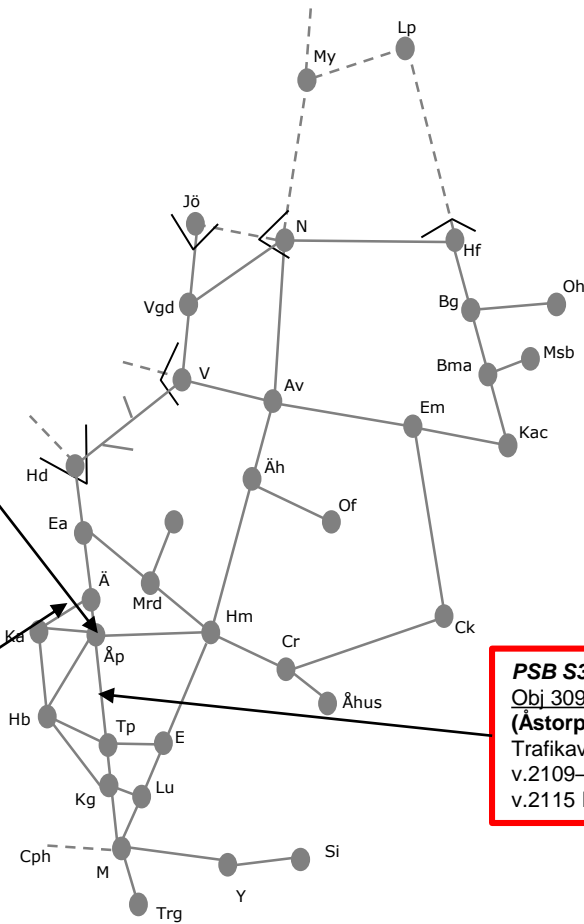 Lp
My
Jö
N
Hf
Oh
Vgd
Bg
Msb
Bma
V
Av
Em
Kac
Hd
Äh
Of
Ea
Ä
Mrd
Hm
Ck
Ka
Åp
Cr
Åhus
PSB S3
Obj 309
(Åstorp
Trafikav
v.2109–
v.2115
Hb
Tp
E
Kg
Lu
Cph
M
Si
Y
Trg